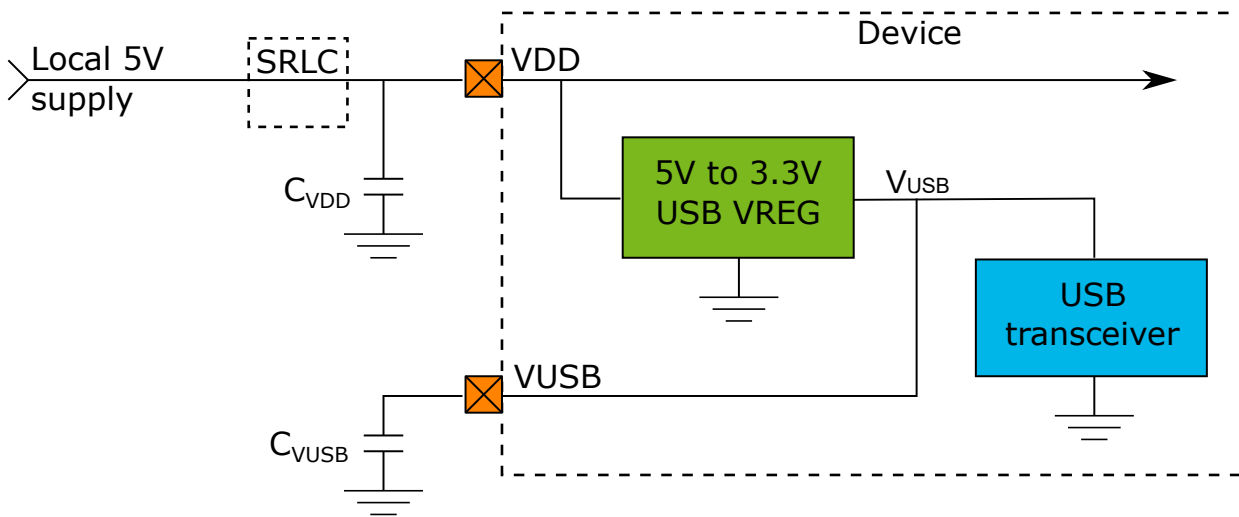 Device
Local 5V
supply
SRLC
VDD
5V to 3.3V
USB VREG
VUSB
CVDD
USB
transceiver
VUSB
CVUSB